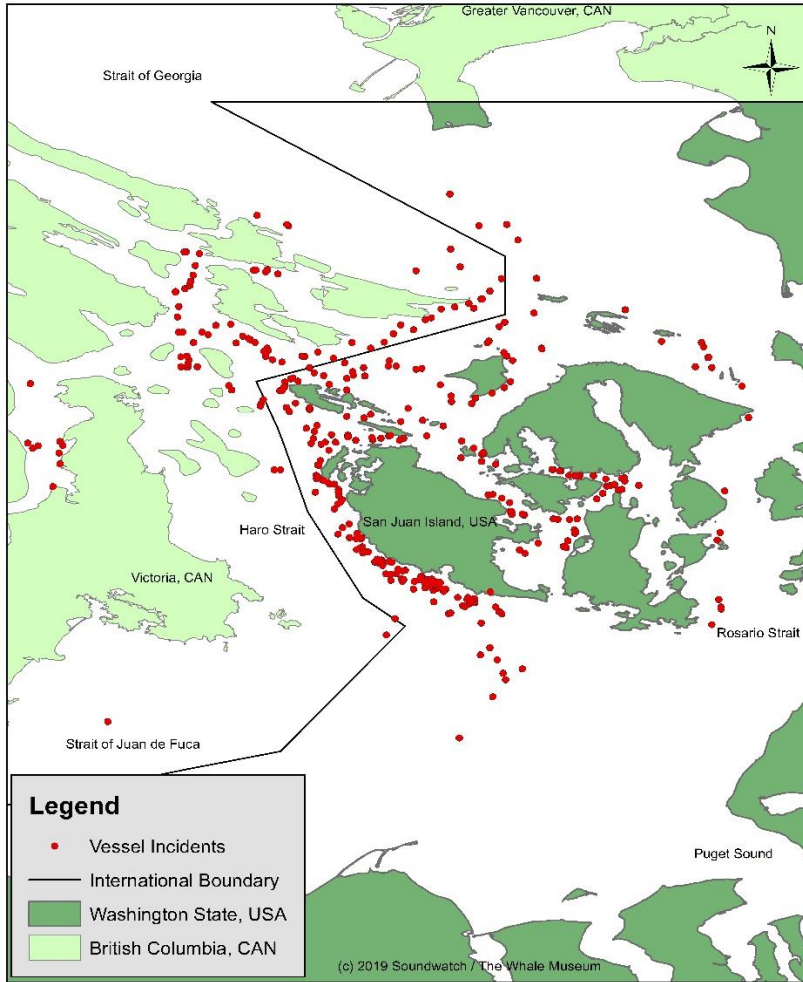 Greater Vancouver, CAN
N
Strait of Georgia
San Juan Island, USA
Haro Strait
Victoria, CAN
Rosario Strait
Strait of Juan de Fuca
Legend
Vessel Incidents
International Boundary
Washington State, USA
British Columbia, CAN
Puget Sound
(c) 2019 Soundwatch / The Whale Museum